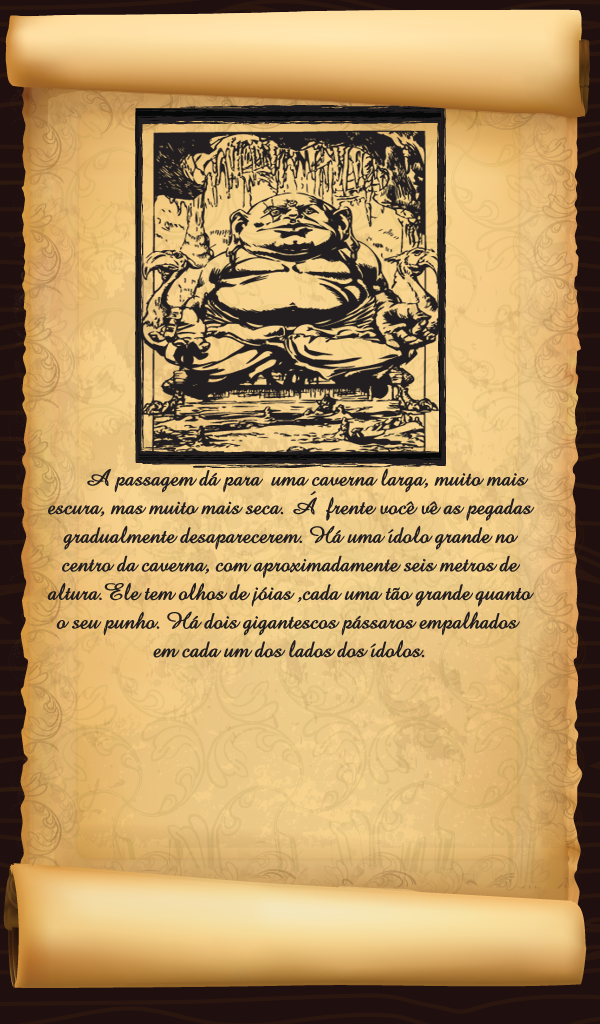 A passagem dá para uma caverna larga, muito mais
escura, mas muito mais seca. Á frente você vê as pegadas
gradualmente desaparecerem. Há uma ídolo grande no
centro da caverna, com aproximadamente seis metros de
altura.Ele tem olhos de jóias ,cada uma tão grande quanto
o seu punho. Há dois gigantescos pássaros empalhados
em cada um dos lados dos ídolos.